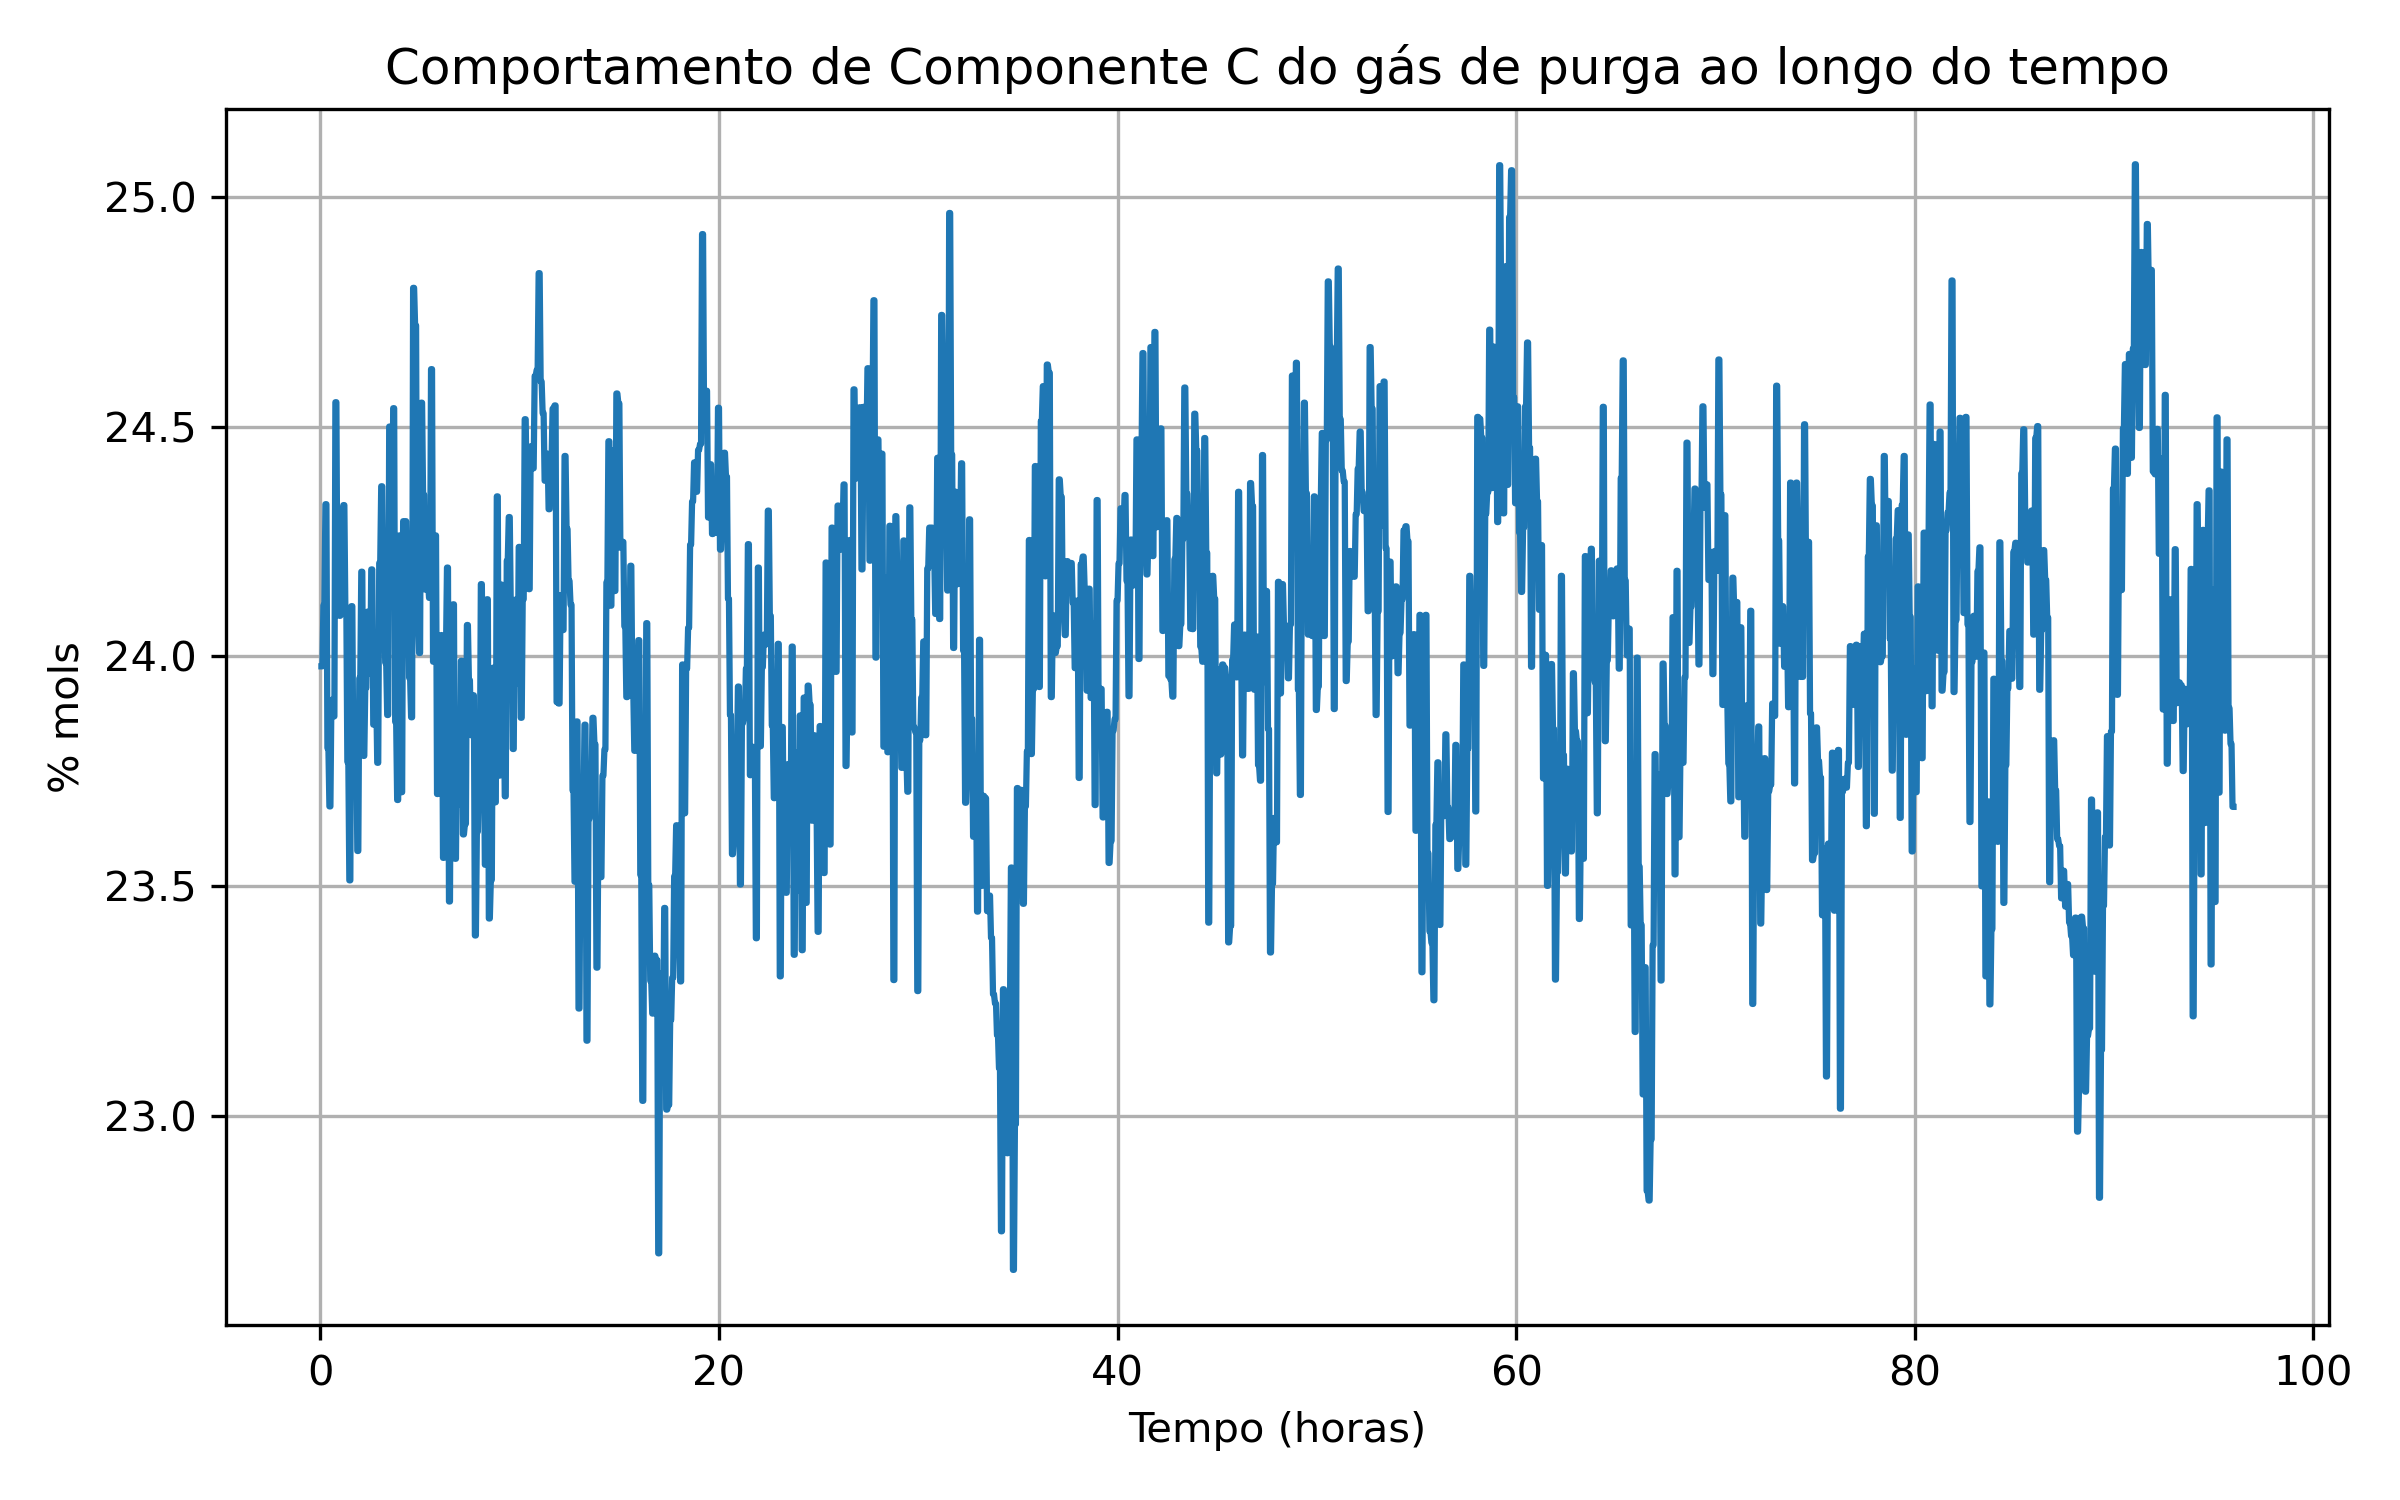 Comportamento de Componente C do gás de purga ao longo do tempo
25.0
24.5
24.0
23.5
23.0
% mols
0 20 40 60 80 100
Tempo (horas)